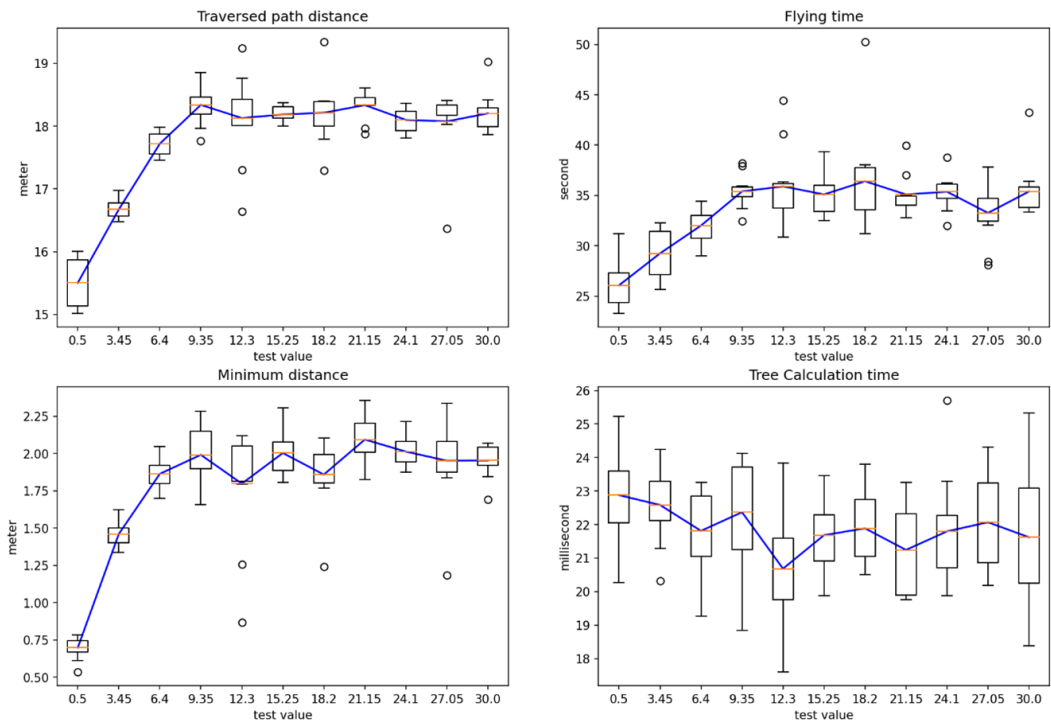 Traversed path distance
19
18
17
16
15
meter
0.5 3.45 6.4 9.35 12.3 15.25 18.2 21.15 24.1 27.05 30.0
test value
Flying time
50
45
40
35
30
25
second
0.5 3.45 6.4 9.35 12.3 15.25 18.2 21.15 24.1 27.05 30.0
test value
Minimum distance
2.25
2.00
1.75
1.50
1.25
1.00
0.75
0.50
meter
0.5 3.45 6.4 9.35 12.3 15.25 18.2 21.15 24.1 27.05 30.0
test value
Tree Calculation time
26
25
24
23
22
21
20
19
18
millisecond
0.5 3.45 6.4 9.35 12.3 15.25 18.2 21.15 24.1 27.05 30.0
test value